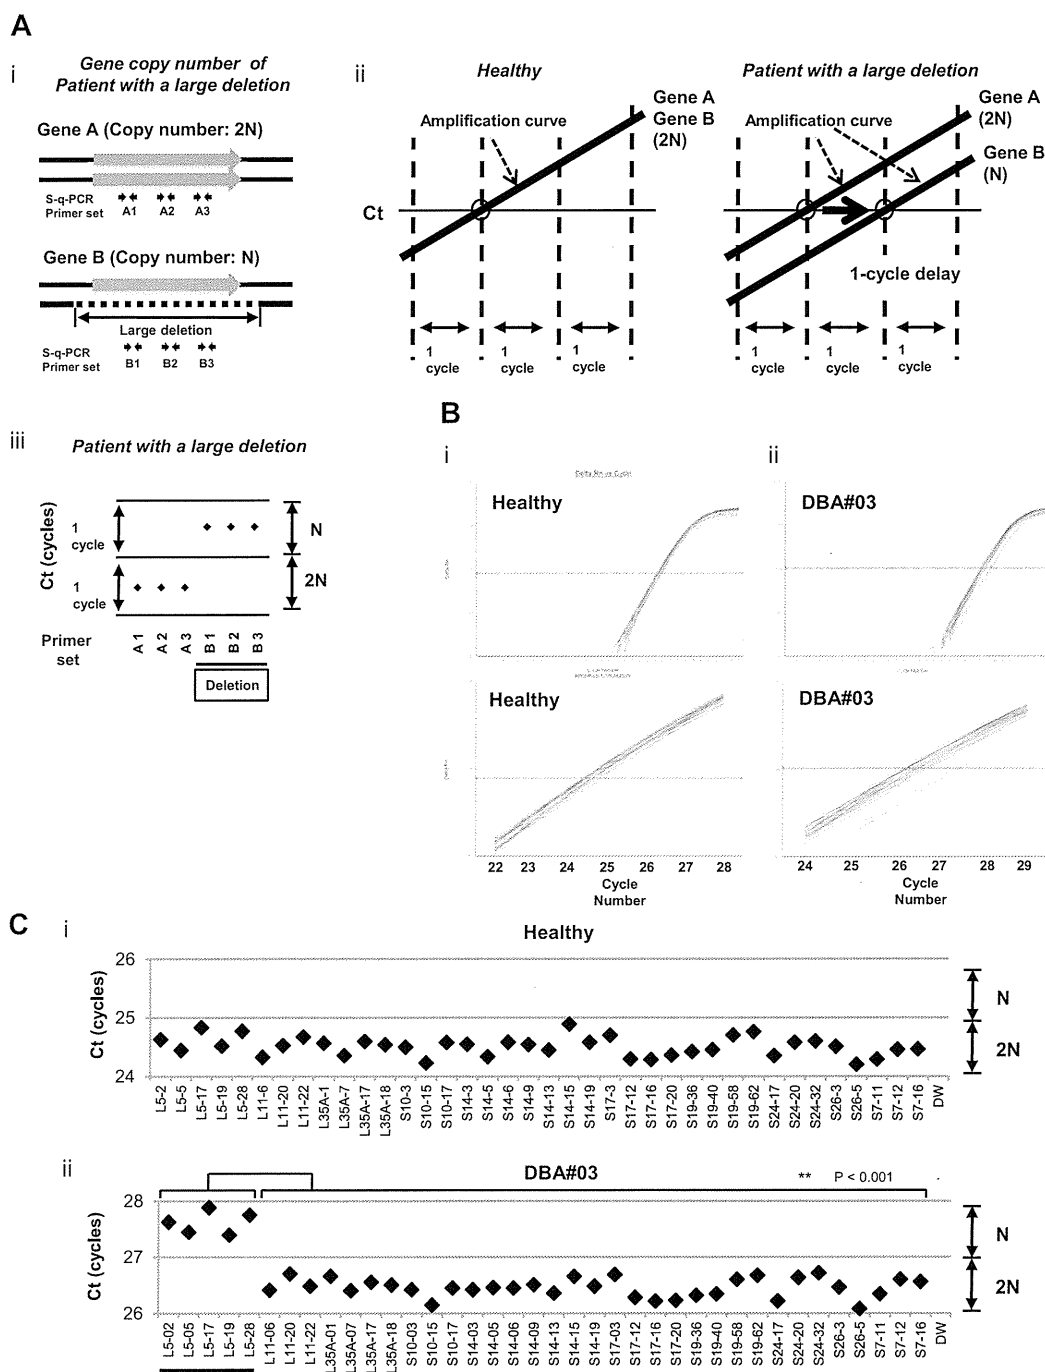 A
i
Gene copy number of
Patient with a large deletion
Gene A (Copy number: 2N)
S-q-PCR
Primer set
A1 A2 A3
Gene B (Copy number: N)
Large deletion
S-q-PCR
Primer set
B1 B2 B3
ii
Healthy
Amplification curve
Gene A
Gene B
(2N)
Ct
1
cycle
1
cycle
1
cycle
Patient with a large deletion
Amplification curve
Gene A
(2N)
Gene B
(N)
1-cycle delay
1
cycle
1
cycle
1
cycle
iii
Patient with a large deletion
Ct (cycles)
1
cycle
1
cycle
N
2N
Primer
set
A 1 A 2 A 3 B 1 B 2 B 3
Deletion
B
i
Healthy
ii
DBA#03
Healthy
22 23 24 25 26 27 28
Cycle
Number
DBA#03
24 25 26 27 28 29
Cycle
Number
C
i
Healthy
Ct (cycles)
26
25
24
N
2N
L5-2 L5-5 L5-17 L5-19 L5-28 L11-6 L11-20 L11-22 L35A-1 L35A-7 L35A-17 L35A-18 S10-3 S10-15 S10-17 S14-3 S14-5 S14-6 S14-9 S14-13 S14-15 S14-19 S17-3 S17-12 S17-16 S17-20 S19-36 S19-40 S19-58 S19-62 S24-17 S24-20 S24-32 S26-3 S26-5 S7-11 S7-12 S7-16 DW
ii
DBA#03
** P < 0.001
Ct (cycles)
28
27
26
N
2N
L5-02 L5-05 L5-17 L5-19 L5-28 L11-06 L11-20 L11-22 L35A-01 L35A-07 L35A-17 L35A-18 S10-03 S10-15 S10-17 S14-03 S14-05 S14-06 S14-09 S14-13 S14-15 S14-19 S17-03 S17-12 S17-16 S17-20 S19-36 S19-40 S19-58 S19-62 S24-17 S24-20 S24-32 S26-3 S26-5 S7-11 S7-12 S7-16 DW